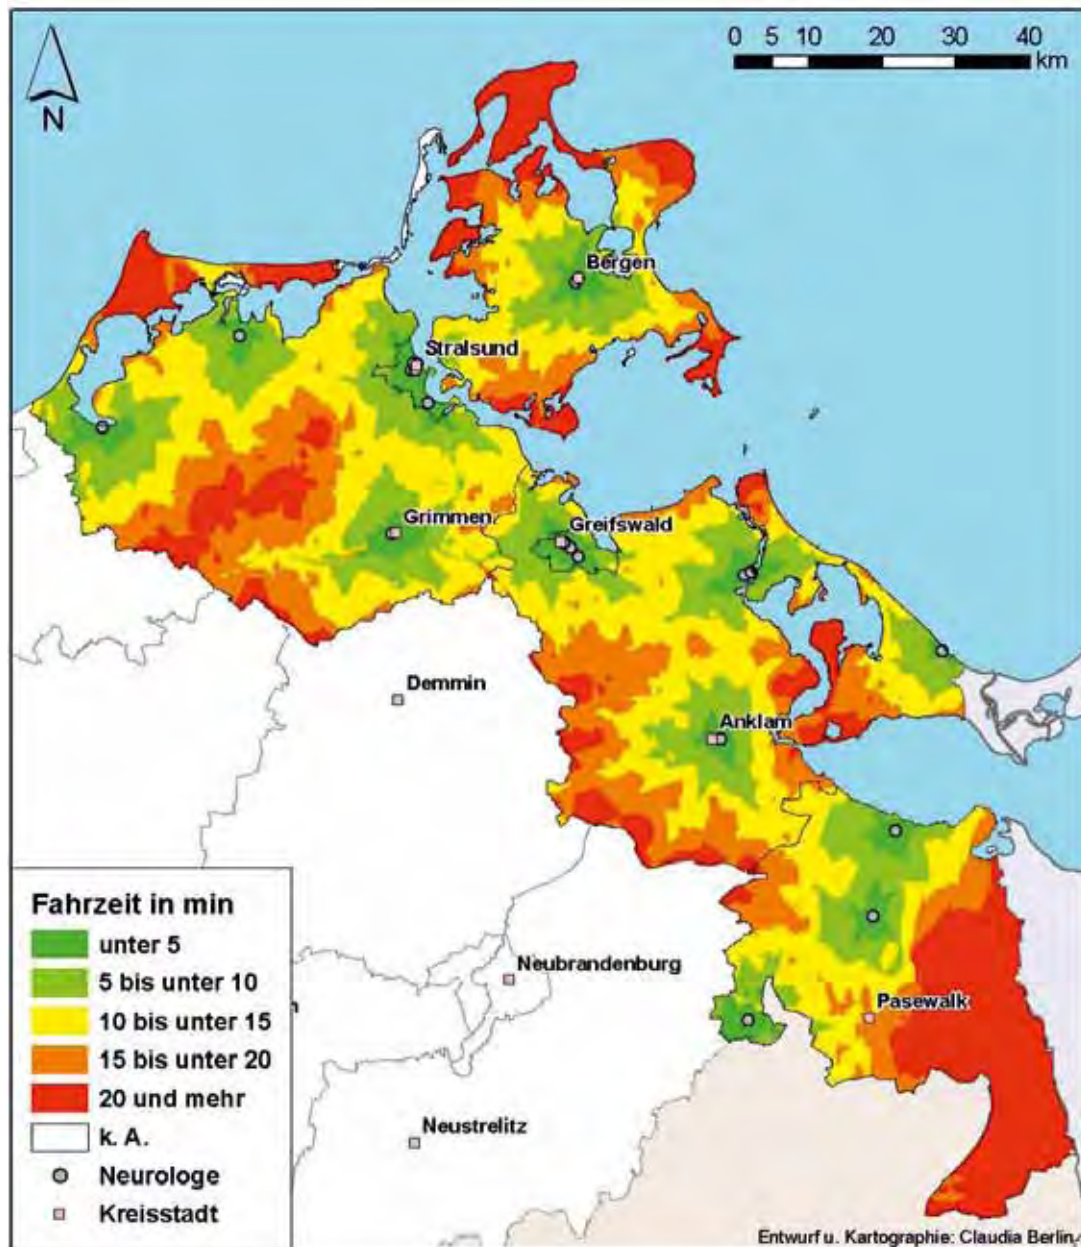 0 5 10 20 30 40
km
N
Bergen
Stralsund
Grimmen
Greifswald
Demmin
Anklam
Neubrandenburg
Pasewalk
Neustrelitz
Fahrzeit in min
unter 5
5 bis unter 10
10 bis unter 15
15 bis unter 20
20 und mehr
k. A.
Neurologe
Kreisstadt
Entwurf u. Kartographie: Claudia Berlin